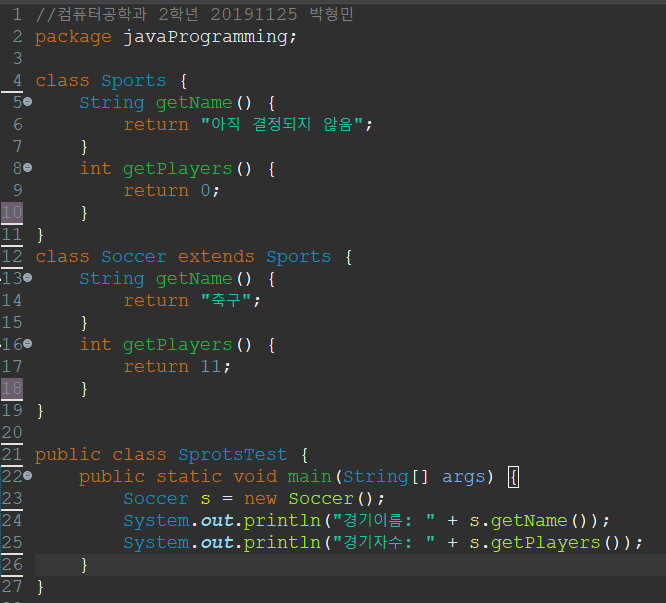 1 //컴퓨터공학과 2학년 20191125 박형민
2 package javaProgramming;
3
4 class Sports {
5     String getName() {
6         return "아직 결정되지 않음";
7     }
8     int getPlayers() {
9         return 0;
10     }
11 }
12 class Soccer extends Sports {
13     String getName() {
14         return "축구";
15     }
16     int getPlayers() {
17         return 11;
18     }
19 }
20
21 public class SprotsTest {
22     public static void main(String[] args) {
23         Soccer s = new Soccer();
24         System.out.println("경기이름: " + s.getName());
25         System.out.println("경기자수: " + s.getPlayers());
26     }
27 }